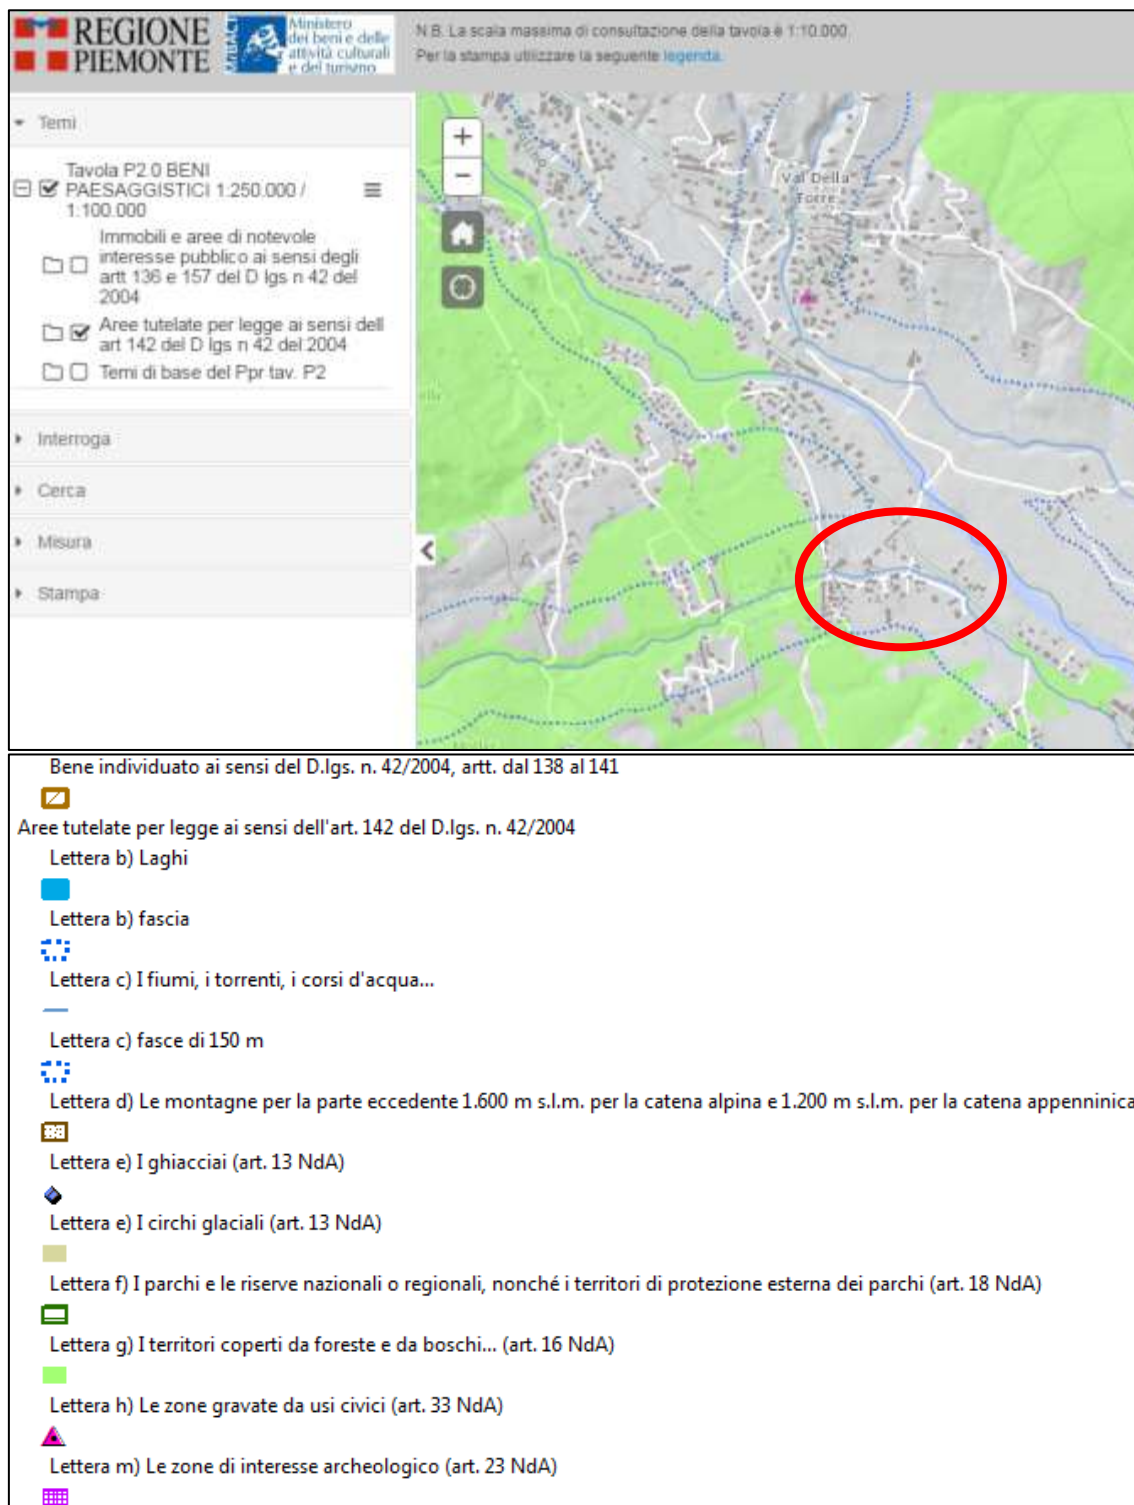 REGIONE
PIEMONTE
MiBACT
Ministero
dei beni e delle
attività culturali
e del turismo
N.B. La scala massima di consultazione della tavola è 1:10.000.
Per la stampa utilizzare la seguente legenda.
Temi
Tavola P2.0 BENI
PAESAGGISTICI 1:250.000 /
1:100.000
Immobili e aree di notevole
interesse pubblico ai sensi degli
artt 136 e 157 del D lgs n 42 del
2004
Aree tutelate per legge ai sensi dell
art 142 del D lgs n 42 del 2004
Temi di base del Ppr tav. P2
Interroga
Cerca
Misura
Stampa
+
−
Val Della
Torre
Bene individuato ai sensi del D.lgs. n. 42/2004, artt. dal 138 al 141
Aree tutelate per legge ai sensi dell'art. 142 del D.lgs. n. 42/2004
Lettera b) Laghi
Lettera b) fascia
Lettera c) I fiumi, i torrenti, i corsi d'acqua...
Lettera c) fasce di 150 m
Lettera d) Le montagne per la parte eccedente 1.600 m s.l.m. per la catena alpina e 1.200 m s.l.m. per la catena appenninica
Lettera e) I ghiacciai (art. 13 NdA)
Lettera e) I circhi glaciali (art. 13 NdA)
Lettera f) I parchi e le riserve nazionali o regionali, nonché i territori di protezione esterna dei parchi (art. 18 NdA)
Lettera g) I territori coperti da foreste e da boschi... (art. 16 NdA)
Lettera h) Le zone gravate da usi civici (art. 33 NdA)
Lettera m) Le zone di interesse archeologico (art. 23 NdA)